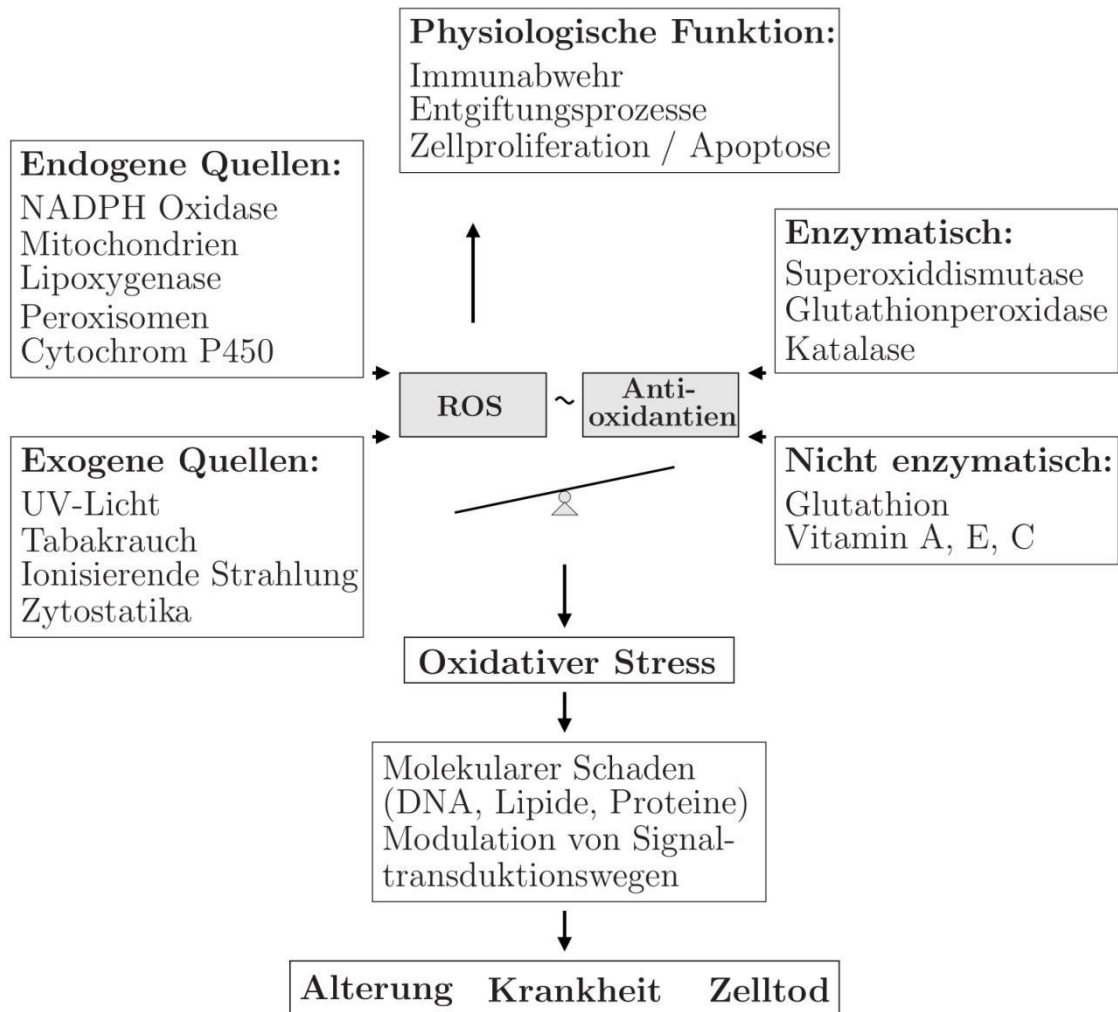 Physiologische Funktion:
Immunabwehr
Entgiftungsprozesse
Zellproliferation / Apoptose
Endogene Quellen:
NADPH Oxidase
Mitochondrien
Lipoxygenase
Peroxisomen
Cytochrom P450
Enzymatisch:
Superoxiddismutase
Glutathionperoxidase
Katalase
ROS
~
Anti-
oxidantien
Exogene Quellen:
UV-Licht
Tabakrauch
Ionisierende Strahlung
Zytostatika
Nicht enzymatisch:
Glutathion
Vitamin A, E, C
Oxidativer Stress
Molekularer Schaden
(DNA, Lipide, Proteine)
Modulation von Signal-
transduktionswegen
Alterung Krankheit Zelltod